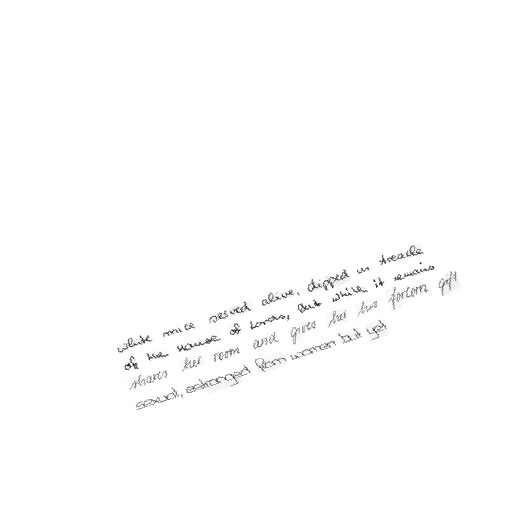 white mice served alive, dipped in treacle
of her House of Lords, but while it remains
shares her room and gives her his forlorn gift
sexual, estranged from women but yet